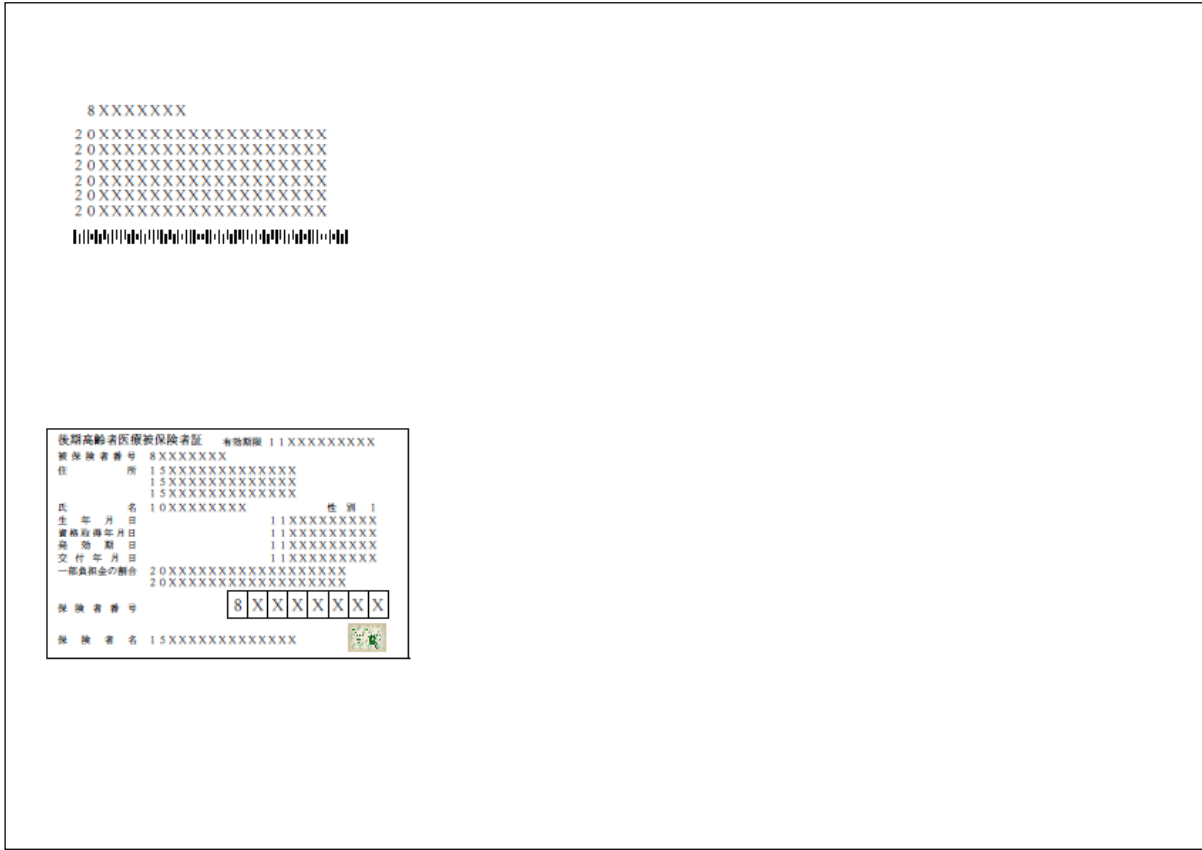 8XXXXXXX
20XXXXXXXXXXXXXXXXXX
20XXXXXXXXXXXXXXXXXX
20XXXXXXXXXXXXXXXXXX
20XXXXXXXXXXXXXXXXXX
20XXXXXXXXXXXXXXXXXX
20XXXXXXXXXXXXXXXXXX
後期高齢者医療被保険者証 有効期限 11XXXXXXXXX
被保険者番号 8XXXXXXX
住所 15XXXXXXXXXXXXX
15XXXXXXXXXXXXX
15XXXXXXXXXXXXX
氏名 10XXXXXXXX 性別 1
生年月日 11XXXXXXXXX
資格取得年月日 11XXXXXXXXX
発効期日 11XXXXXXXXX
交付年月日 11XXXXXXXXX
一部負担金の割合 20XXXXXXXXXXXXXXXXXX
20XXXXXXXXXXXXXXXXXX
保険者番号 8XXXXXXX
保険者名 15XXXXXXXXXXXXX